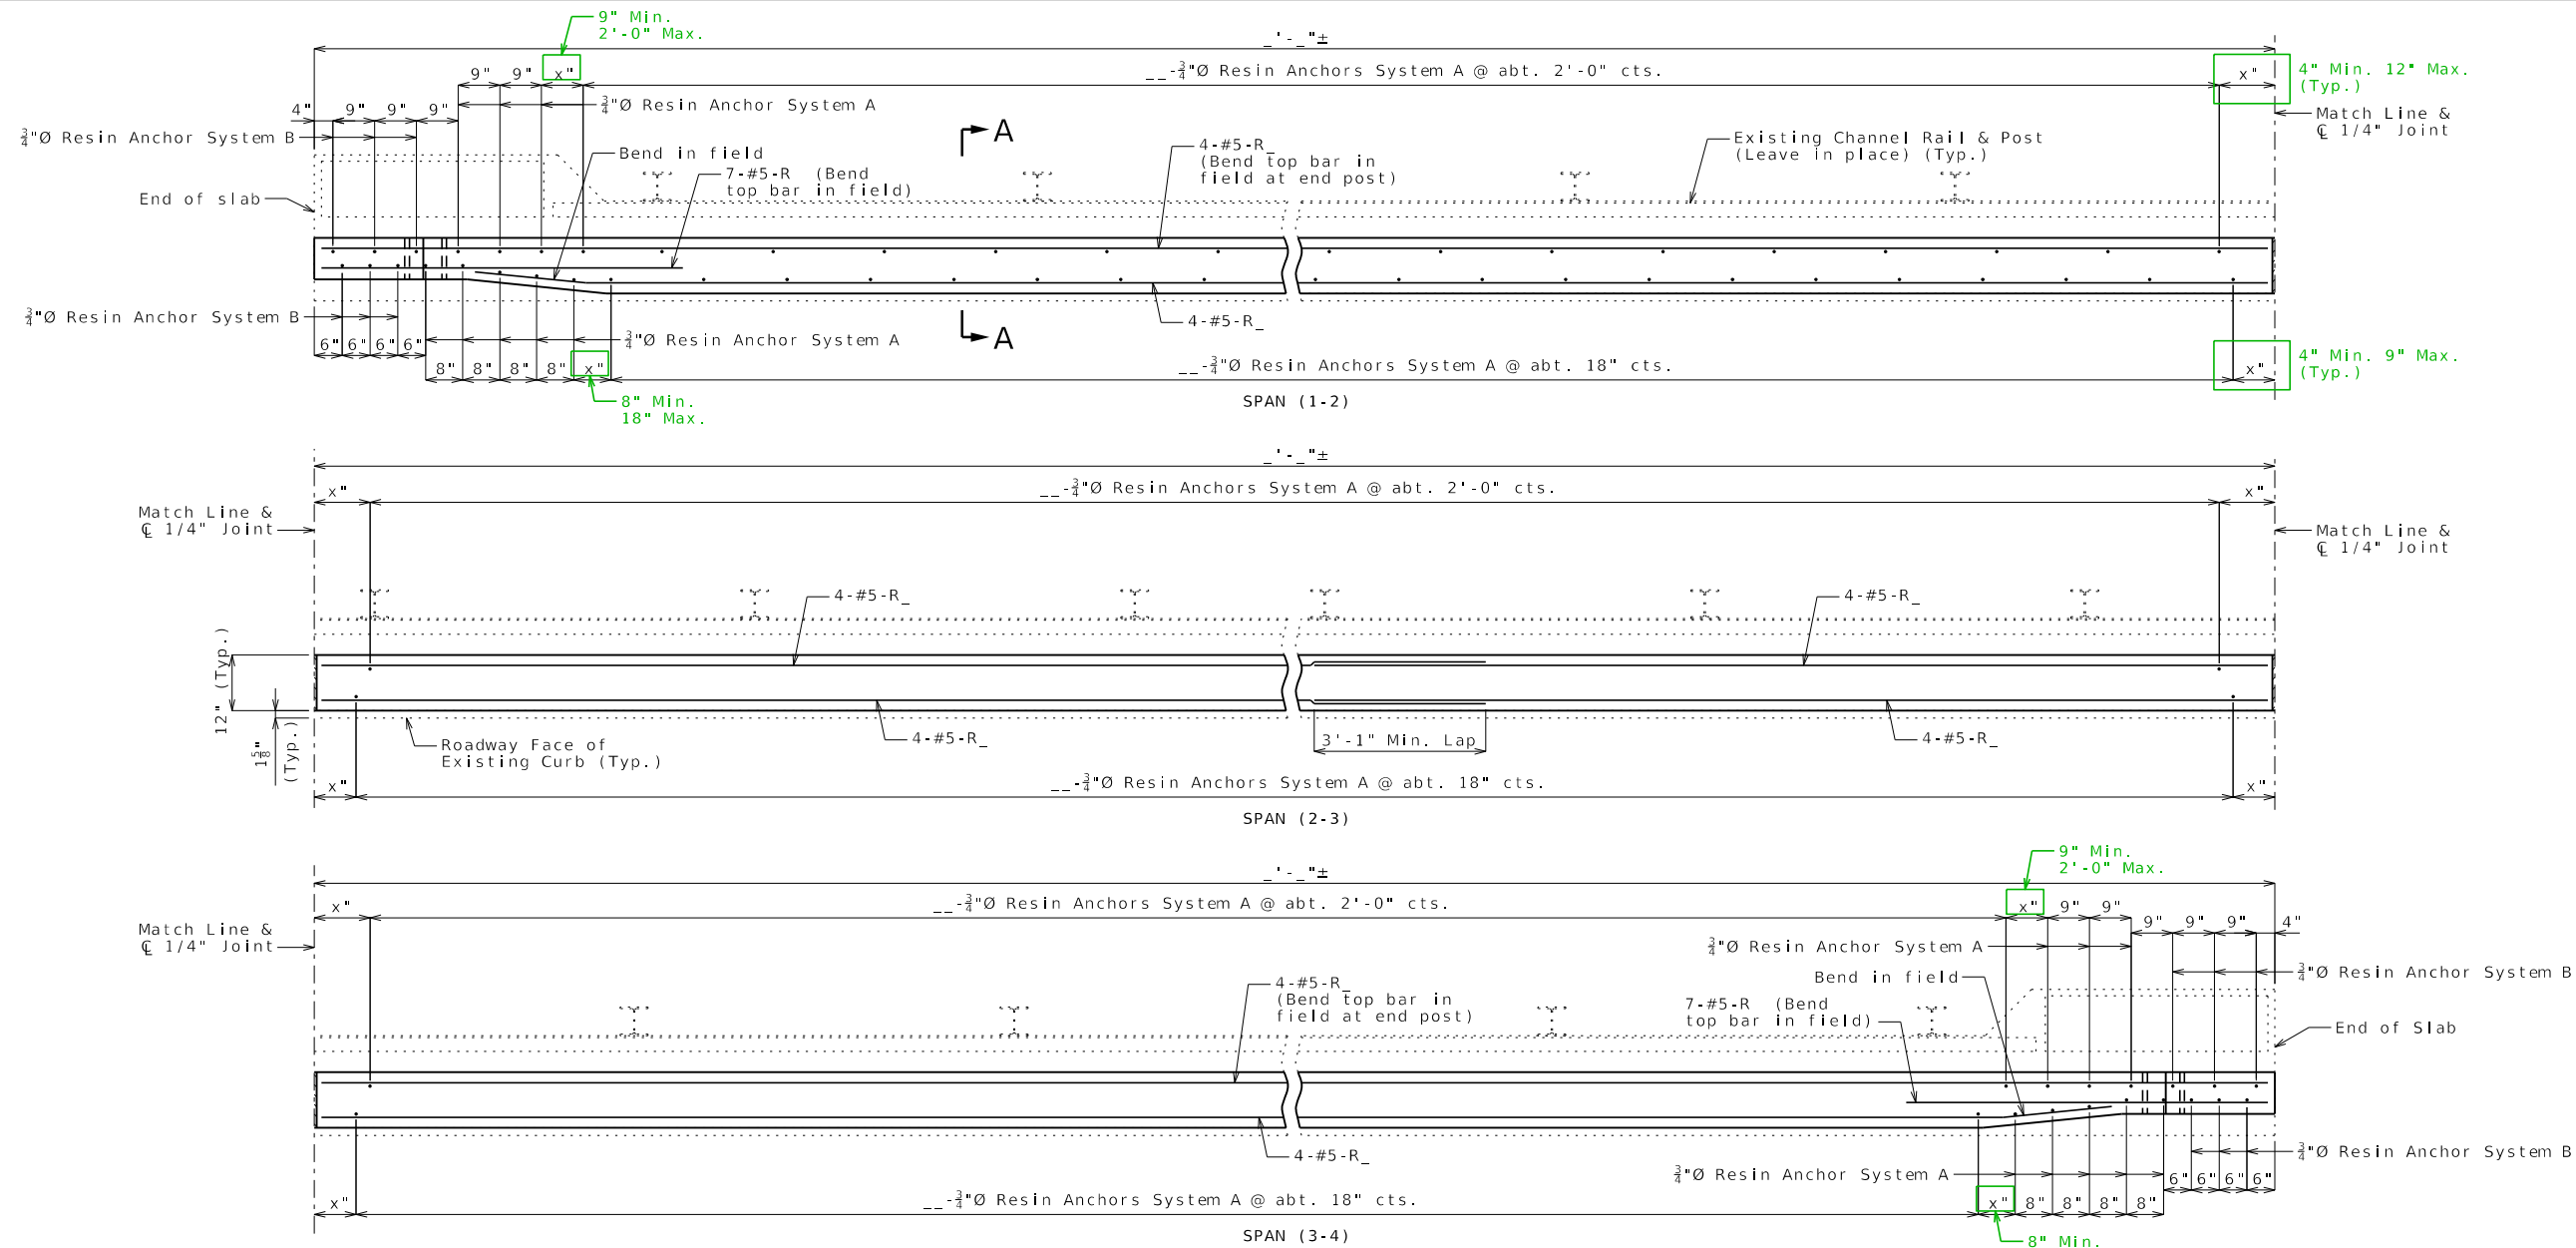 9" Min.
2'-0" Max.
_'-_"±
9" 9" x"
__-3/4"Ø Resin Anchors System A @ abt. 2'-0" cts.
x"
4" Min. 12" Max.
(Typ.)
4" 9" 9" 9"
3/4"Ø Resin Anchor System A
Match Line &
℄ 1/4" Joint
3/4"Ø Resin Anchor System B
A
Bend in field
7-#5-R (Bend
top bar in field)
4-#5-R_
(Bend top bar in
field at end post)
Existing Channel Rail & Post
(Leave in place) (Typ.)
End of slab
3/4"Ø Resin Anchor System B
4-#5-R_
A
3/4"Ø Resin Anchor System A
6" 6" 6" 6"
8" 8" 8" 8" x"
__-3/4"Ø Resin Anchors System A @ abt. 18" cts.
x"
4" Min. 9" Max.
(Typ.)
8" Min.
18" Max.
SPAN (1-2)
_'-_"±
x"
__-3/4"Ø Resin Anchors System A @ abt. 2'-0" cts.
x"
Match Line &
℄ 1/4" Joint
Match Line &
℄ 1/4" Joint
4-#5-R_
4-#5-R_
12" (Typ.)
1 5/8"
(Typ.)
Roadway Face of
Existing Curb (Typ.)
4-#5-R_
3'-1" Min. Lap
4-#5-R_
x"
__-3/4"Ø Resin Anchors System A @ abt. 18" cts.
x"
SPAN (2-3)
9" Min.
2'-0" Max.
_'-_"±
x"
__-3/4"Ø Resin Anchors System A @ abt. 2'-0" cts.
x" 9" 9"
9" 9" 9" 4"
Match Line &
℄ 1/4" Joint
3/4"Ø Resin Anchor System A
3/4"Ø Resin Anchor System B
Bend in field
4-#5-R_
(Bend top bar in
field at end post)
7-#5-R (Bend
top bar in field)
End of Slab
4-#5-R_
3/4"Ø Resin Anchor System B
3/4"Ø Resin Anchor System A
6" 6" 6" 6"
x"
__-3/4"Ø Resin Anchors System A @ abt. 18" cts.
x" 8" 8" 8" 8"
SPAN (3-4)
8" Min.